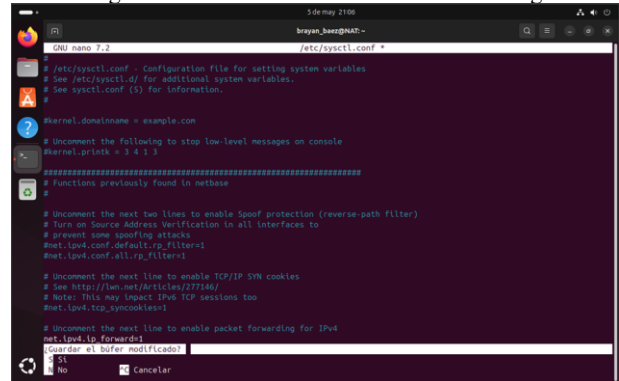 5 de may 21:06
brayan_baez@NAT: ~
GNU nano 7.2 /etc/sysctl.conf *
#
# /etc/sysctl.conf - Configuration file for setting system variables
# See /etc/sysctl.d/ for additional system variables.
# See sysctl.conf (5) for information.
#
#kernel.domainname = example.com
# Uncomment the following to stop low-level messages on console
#kernel.printk = 3 4 1 3
####################################################################
# Functions previously found in netbase
#
# Uncomment the next two lines to enable Spoof protection (reverse-path filter)
# Turn on Source Address Verification in all interfaces to
# prevent some spoofing attacks
#net.ipv4.conf.default.rp_filter=1
#net.ipv4.conf.all.rp_filter=1
# Uncomment the next line to enable TCP/IP SYN cookies
# See http://lwn.net/Articles/277146/
# Note: This may impact IPv6 TCP sessions too
#net.ipv4.tcp_syncookies=1
# Uncomment the next line to enable packet forwarding for IPv4
net.ipv4.ip_forward=1
¿Guardar el búfer modificado?
S Sí
N No ^C Cancelar